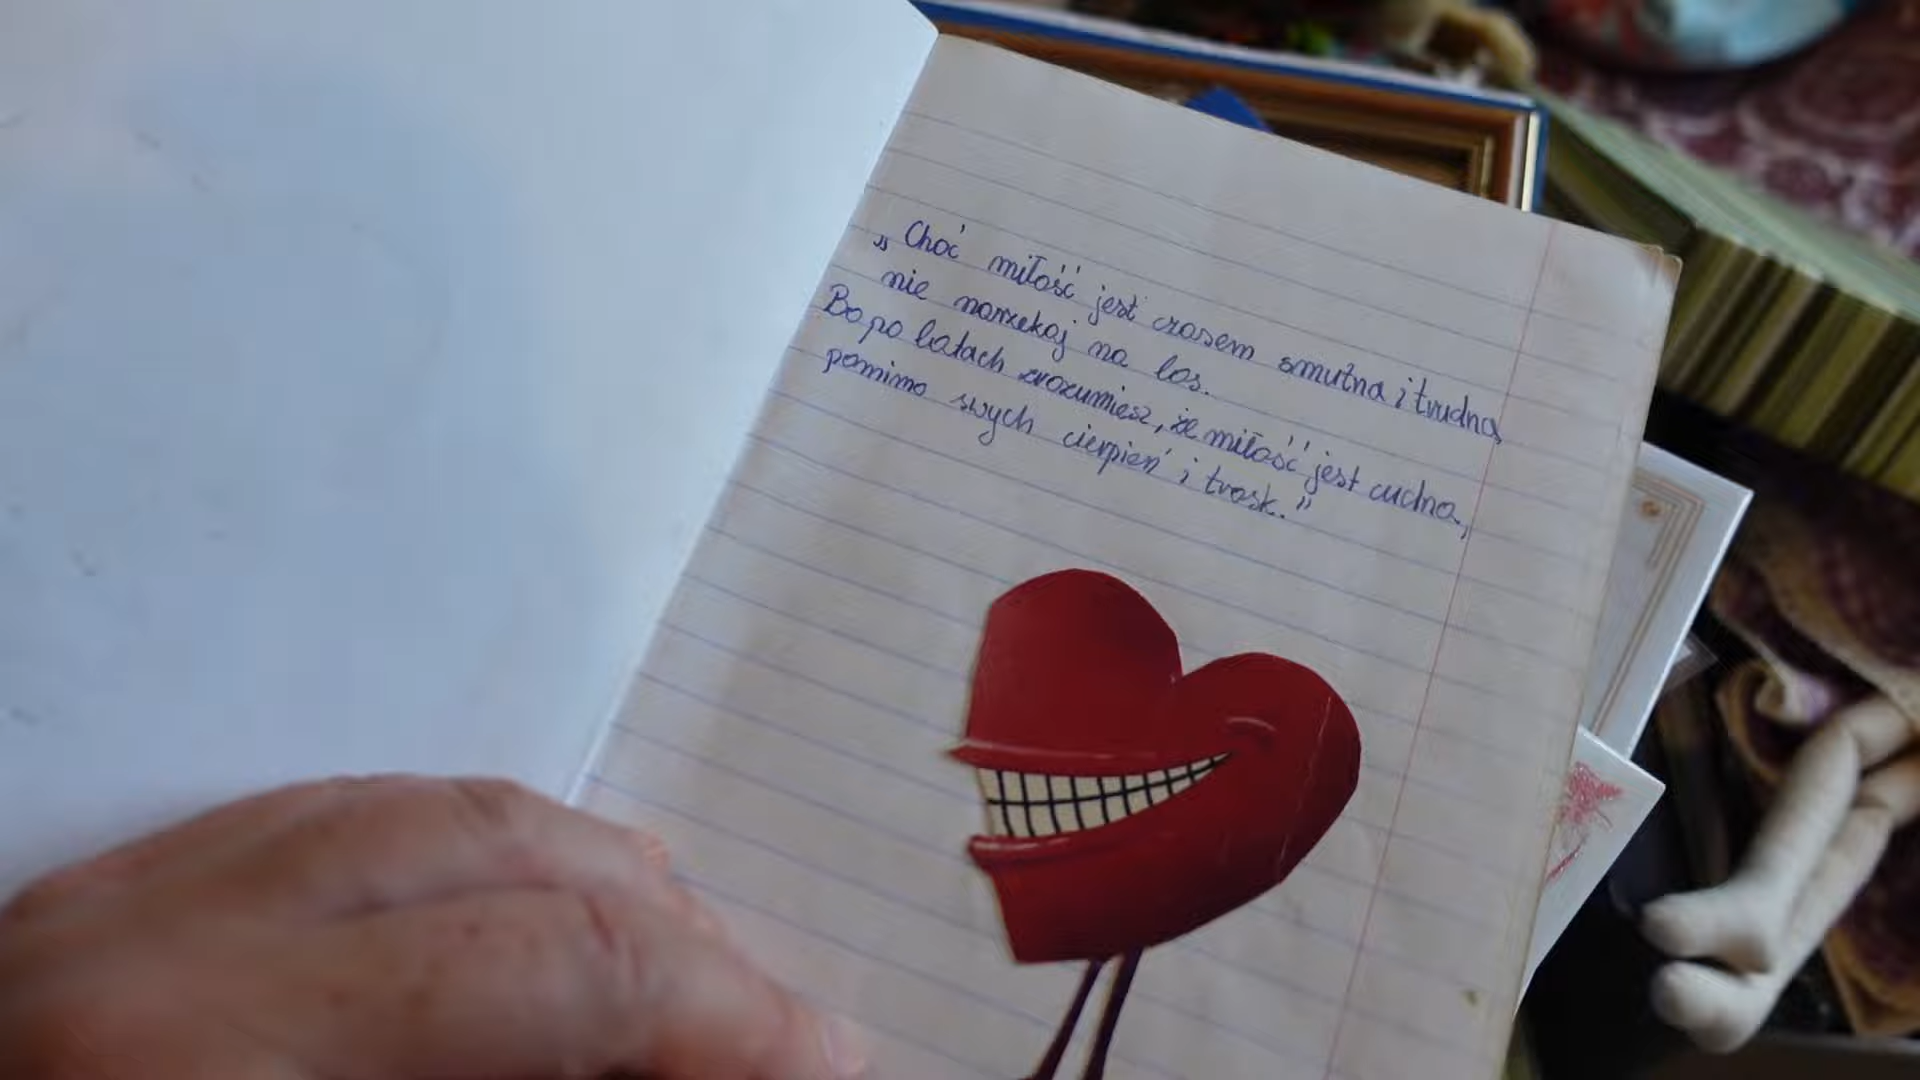 „Choć miłość jest czasem smutna i trudna,
nie narzekaj na los.
Bo po latach zrozumiesz, że miłość jest cudna,
pomimo swych cierpień i trosk.”